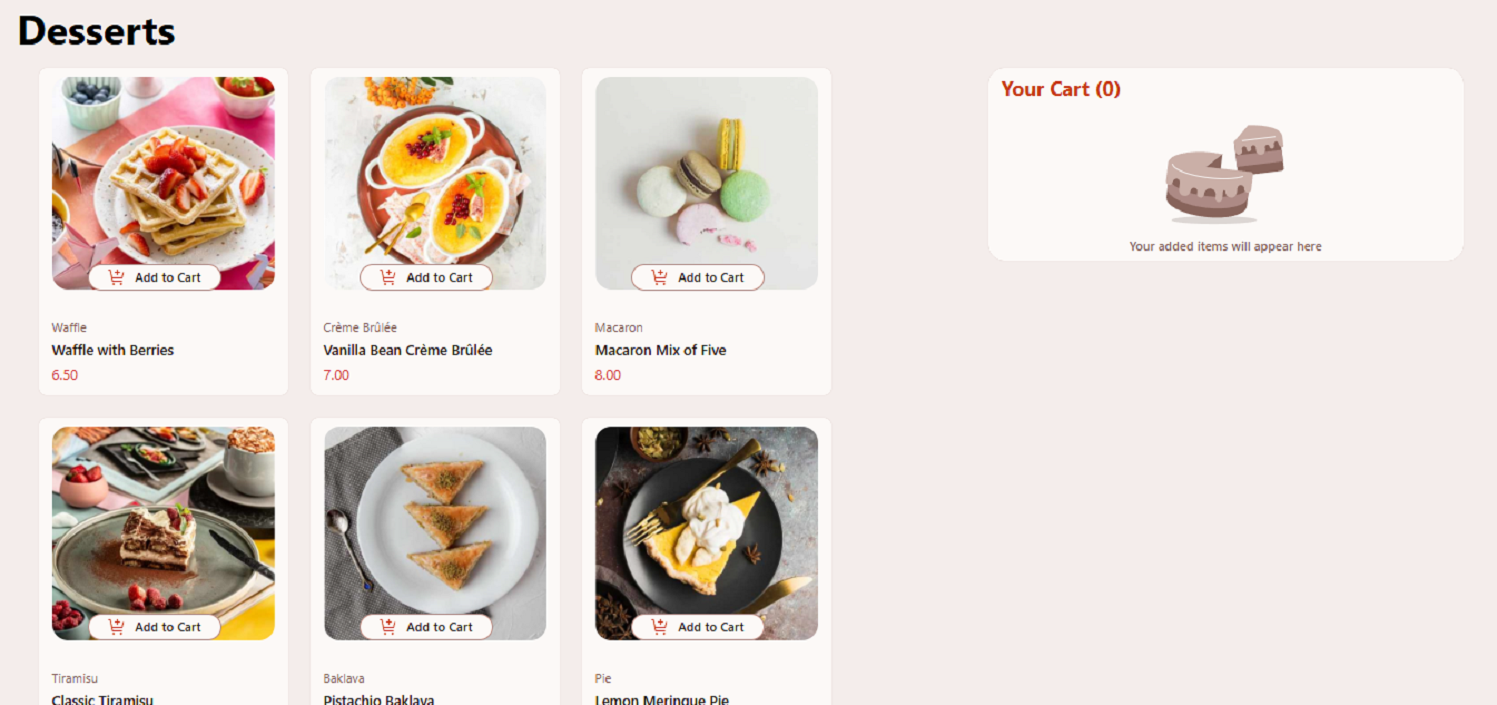 Desserts
Add to Cart
Waffle
Waffle with Berries
6.50
Add to Cart
Crème Brûlée
Vanilla Bean Crème Brûlée
7.00
Add to Cart
Macaron
Macaron Mix of Five
8.00
Add to Cart
Tiramisu
Classic Tiramisu
Add to Cart
Baklava
Pistachio Baklava
Add to Cart
Pie
Lemon Meringue Pie
Your Cart (0)
Your added items will appear here